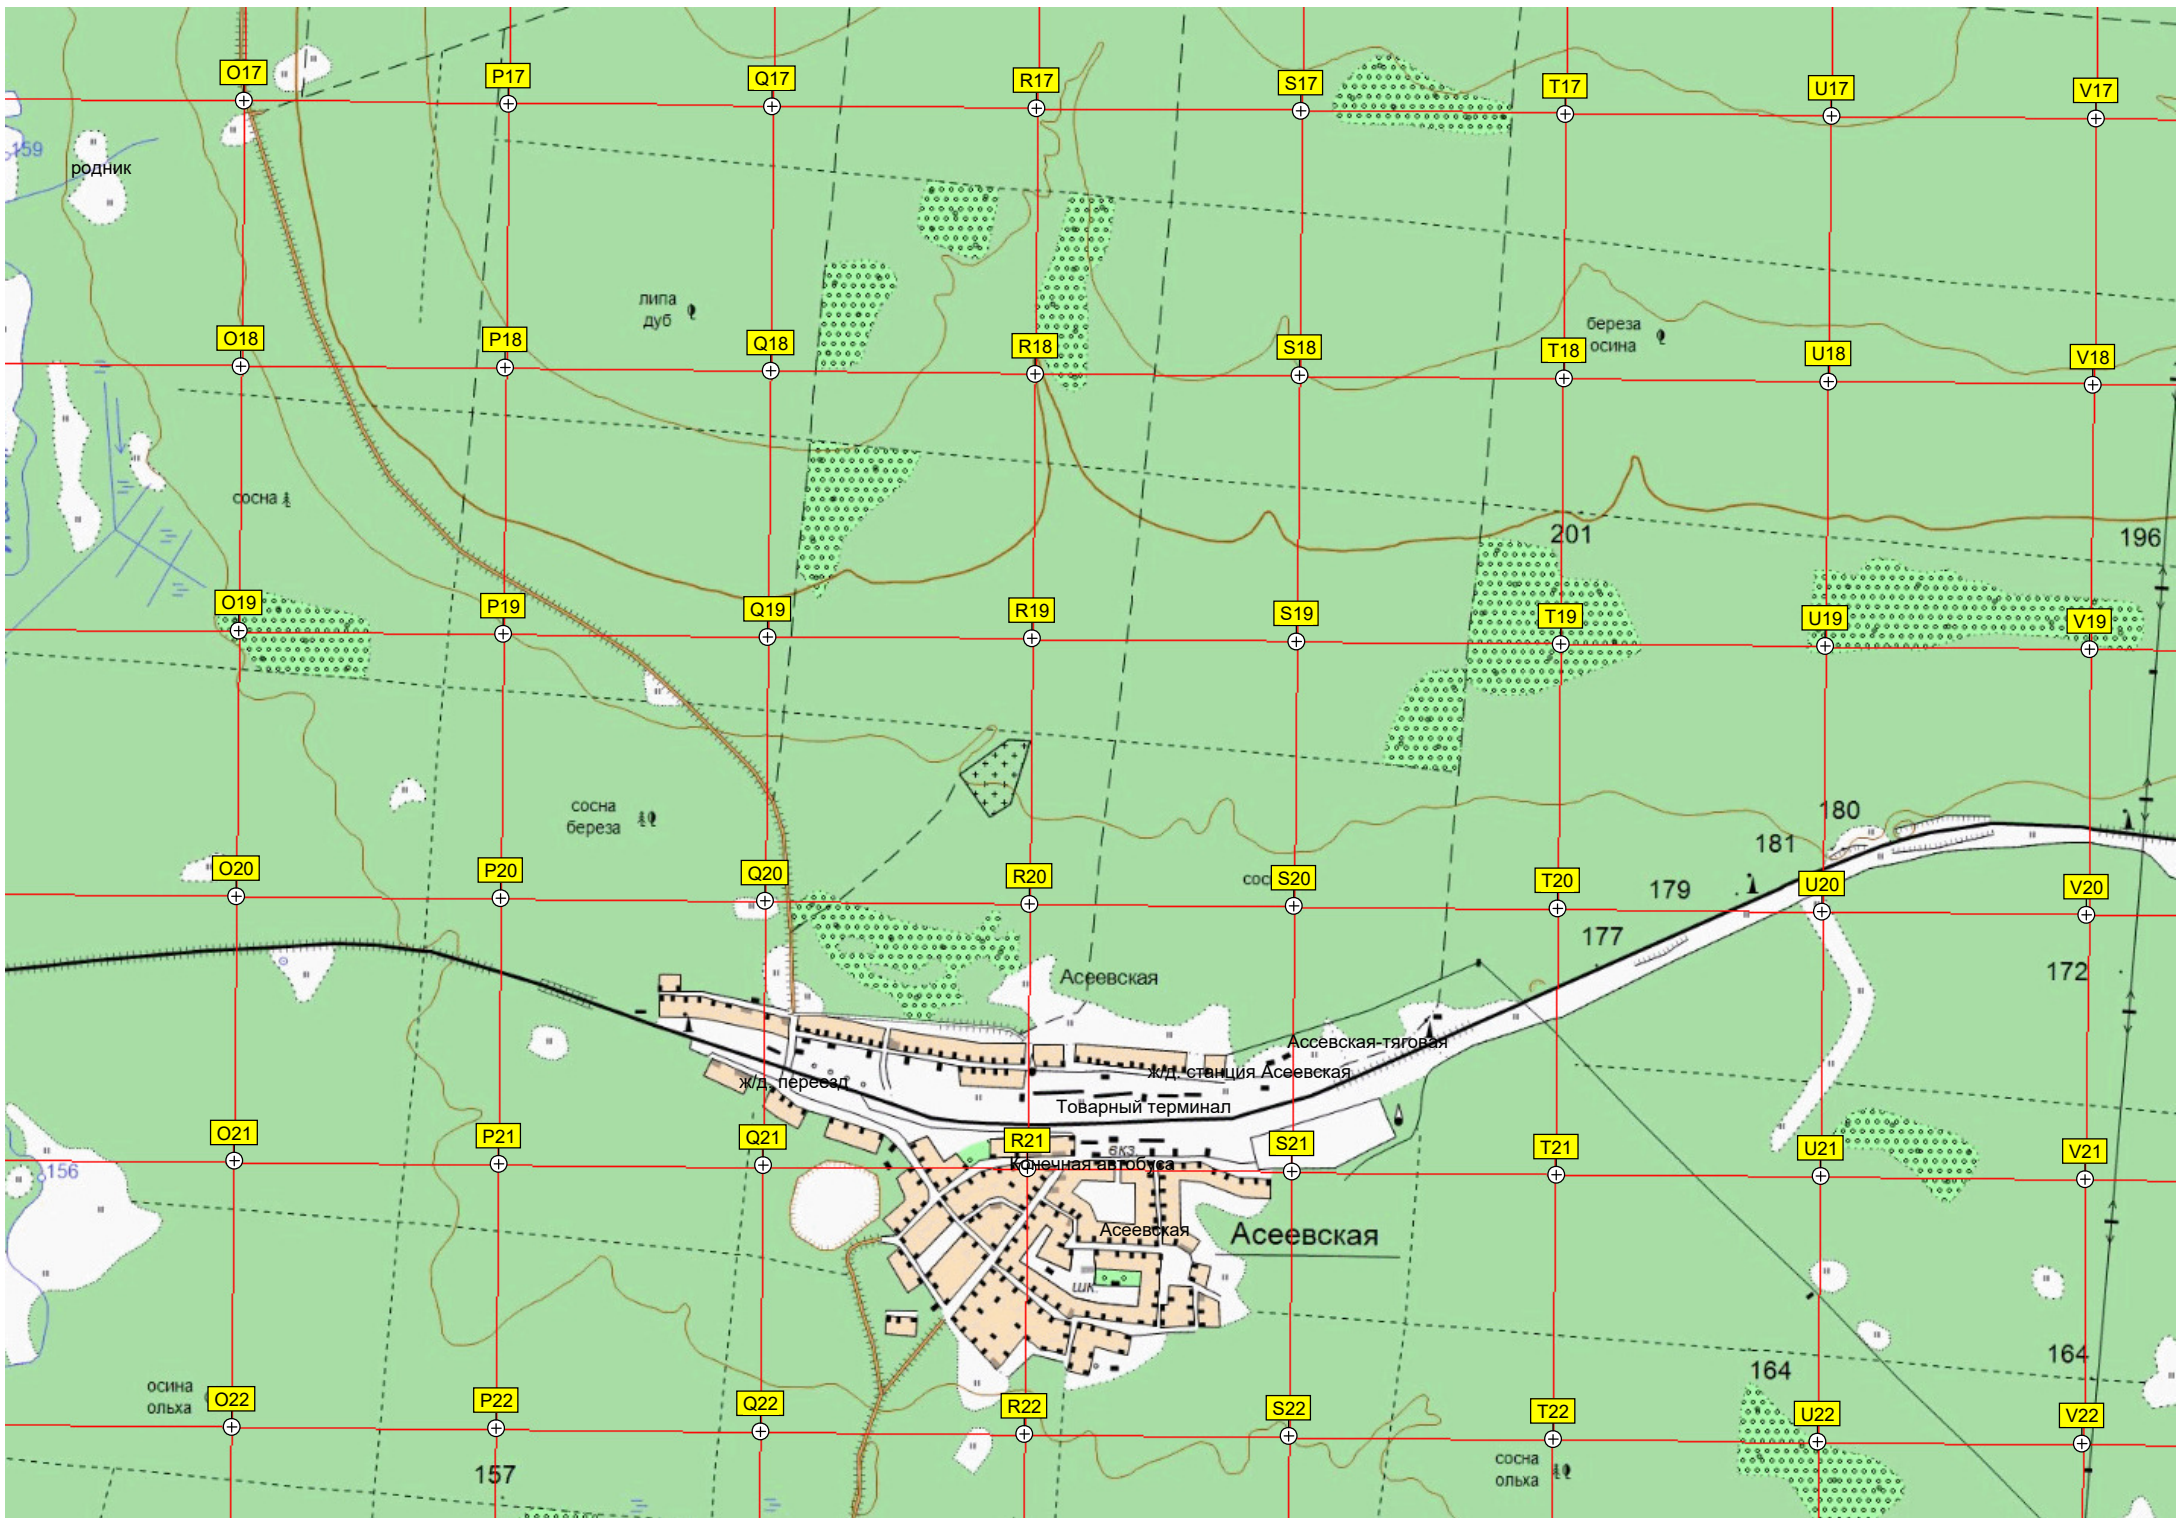 O17
P17
Q17
R17
S17
T17
U17
V17
159
родник
липа
дуб
береза
осина
O18
P18
Q18
R18
S18
T18
U18
V18
сосна
201
196
O19
P19
Q19
R19
S19
T19
U19
V19
сосна
береза
180
181
179
177
172
O20
P20
Q20
R20
сос
S20
T20
U20
V20
Асеевская
Ассевская-тяговая
ж/д. станция Асеевская
ж/д. переезд
Товарный терминал
O21
P21
Q21
R21
S21
T21
U21
V21
вкз.
Конечная автобуса
156
Асеевская
Асеевская
шк.
164
164
осина
ольха
O22
P22
Q22
R22
S22
T22
U22
V22
157
сосна
ольха